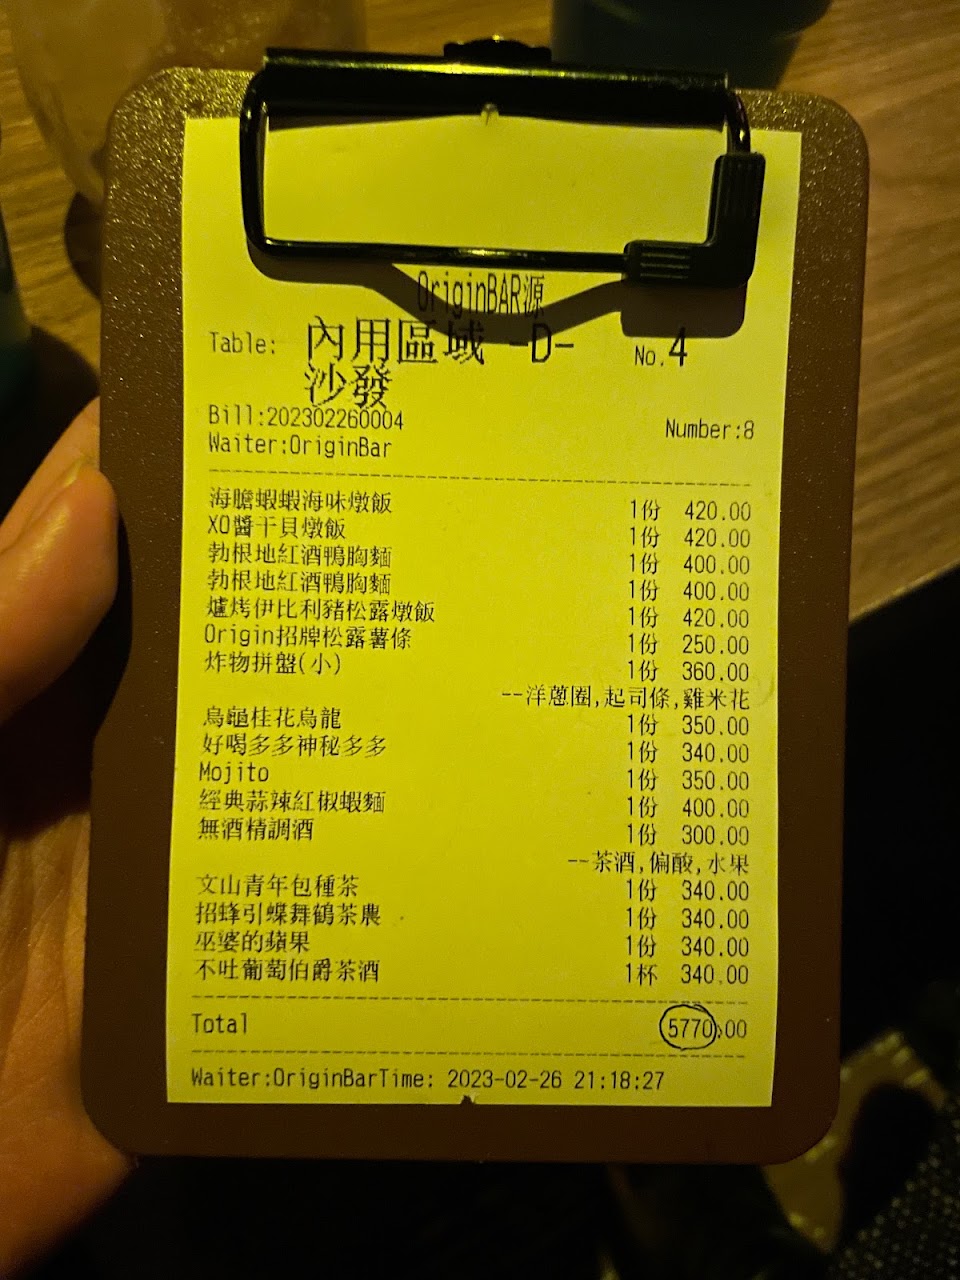 OriginBAR源
Table: 內用區域 -D- No.4
沙發
Bill:202302260004 Number:8
Waiter:OriginBar
海膽蝦蝦海味燉飯 1份 420.00
XO醬干貝燉飯 1份 420.00
勃根地紅酒鴨胸麵 1份 400.00
勃根地紅酒鴨胸麵 1份 400.00
爐烤伊比利豬松露燉飯 1份 420.00
Origin招牌松露薯條 1份 250.00
炸物拼盤(小) 1份 360.00
--洋蔥圈,起司條,雞米花
烏龜桂花烏龍 1份 350.00
好喝多多神秘多多 1份 340.00
Mojito 1份 350.00
經典蒜辣紅椒蝦麵 1份 400.00
無酒精調酒 1份 300.00
--茶酒,偏酸,水果
文山青年包種茶 1份 340.00
招蜂引蝶舞鶴茶農 1份 340.00
巫婆的蘋果 1份 340.00
不吐葡萄伯爵茶酒 1杯 340.00
Total 5770.00
Waiter:OriginBarTime: 2023-02-26 21:18:27